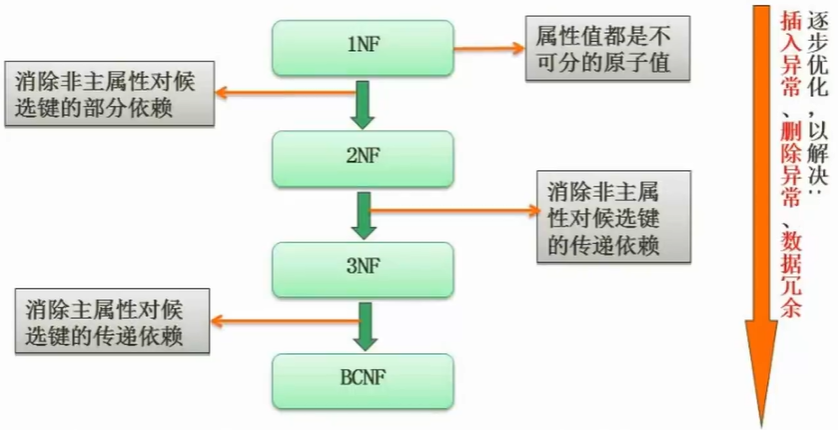 1NF
属性值都是不
可分的原子值
消除非主属性对候
选键的部分依赖
2NF
消除非主属
性对候选键
的传递依赖
3NF
消除主属性对候
选键的传递依赖
BCNF
逐步优化,以解决:
插入异常、删除异常、数据冗余